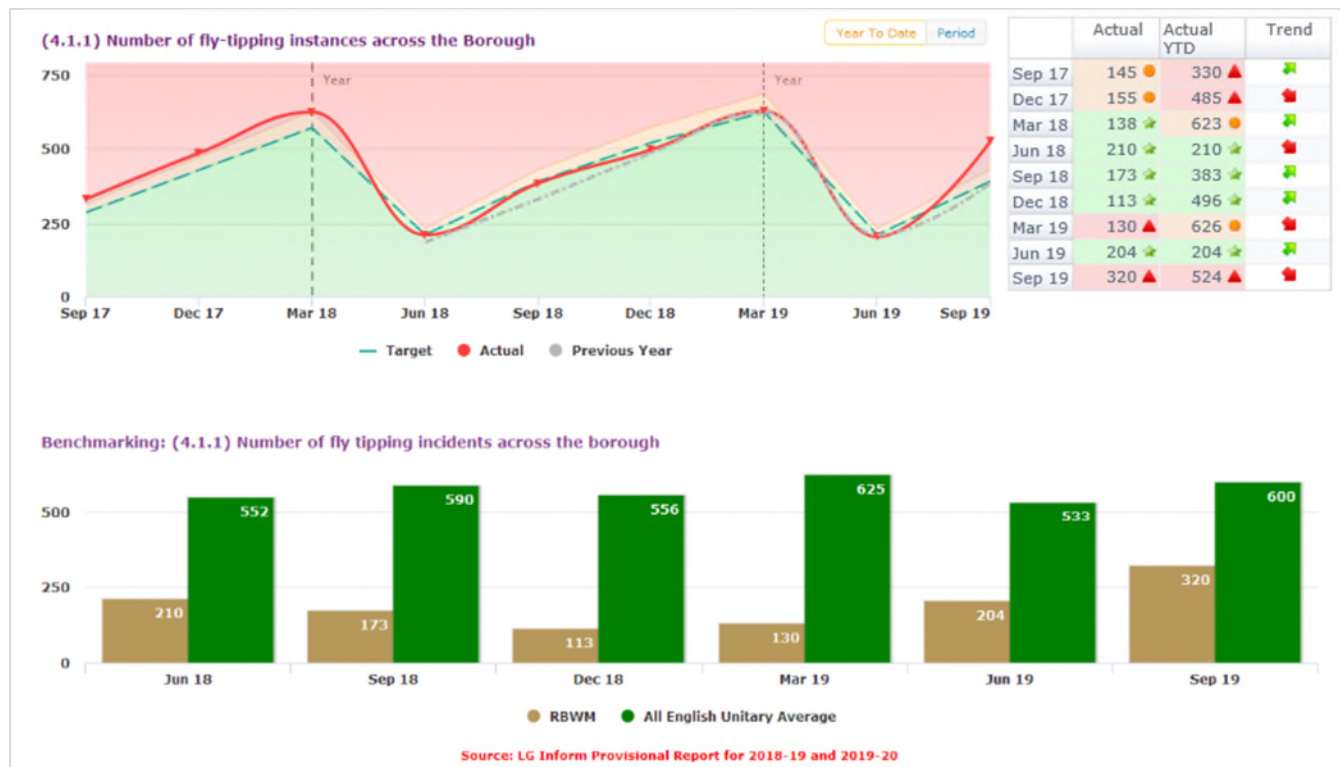 (4.1.1) Number of fly-tipping instances across the Borough
Year To Date Period
750
500
250
0
Year
Year
Sep 17 Dec 17 Mar 18 Jun 18 Sep 18 Dec 18 Mar 19 Jun 19 Sep 19
Target Actual Previous Year
Actual Actual YTD Trend
Sep 17 145 330
Dec 17 155 485
Mar 18 138 623
Jun 18 210 210
Sep 18 173 383
Dec 18 113 496
Mar 19 130 626
Jun 19 204 204
Sep 19 320 524
Benchmarking: (4.1.1) Number of fly tipping incidents across the borough
500
250
0
210 552 173 590 113 556 130 625 204 533 320 600
Jun 18 Sep 18 Dec 18 Mar 19 Jun 19 Sep 19
RBWM All English Unitary Average
Source: LG Inform Provisional Report for 2018-19 and 2019-20